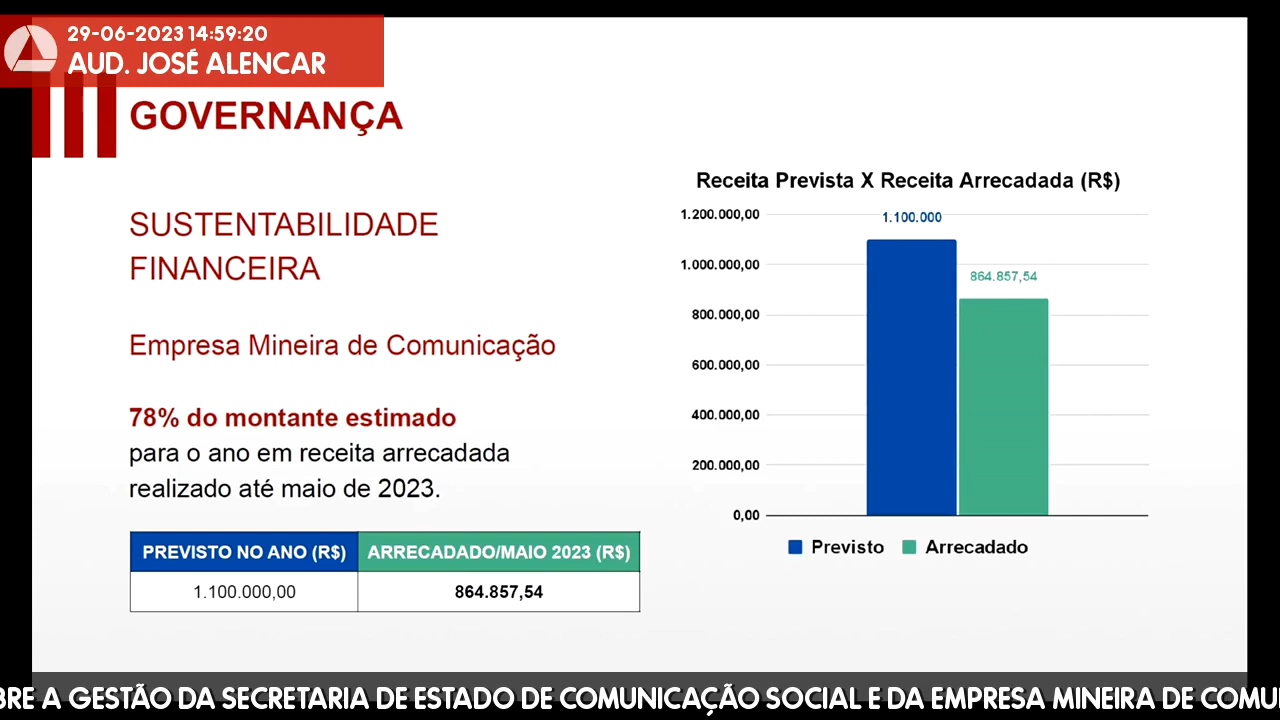 29-06-2023 14:59:20
AUD. JOSÉ ALENCAR
GOVERNANÇA
SUSTENTABILIDADE
FINANCEIRA
Empresa Mineira de Comunicação
78% do montante estimado
para o ano em receita arrecadada
realizado até maio de 2023.
PREVISTO NO ANO (R$) ARRECADADO/MAIO 2023 (R$)
1.100.000,00 864.857,54
Receita Prevista X Receita Arrecadada (R$)
1.200.000,00
1.100.000
1.000.000,00
864.857,54
800.000,00
600.000,00
400.000,00
200.000,00
0,00
Previsto Arrecadado
BRE A GESTÃO DA SECRETARIA DE ESTADO DE COMUNICAÇÃO SOCIAL E DA EMPRESA MINEIRA DE COMU